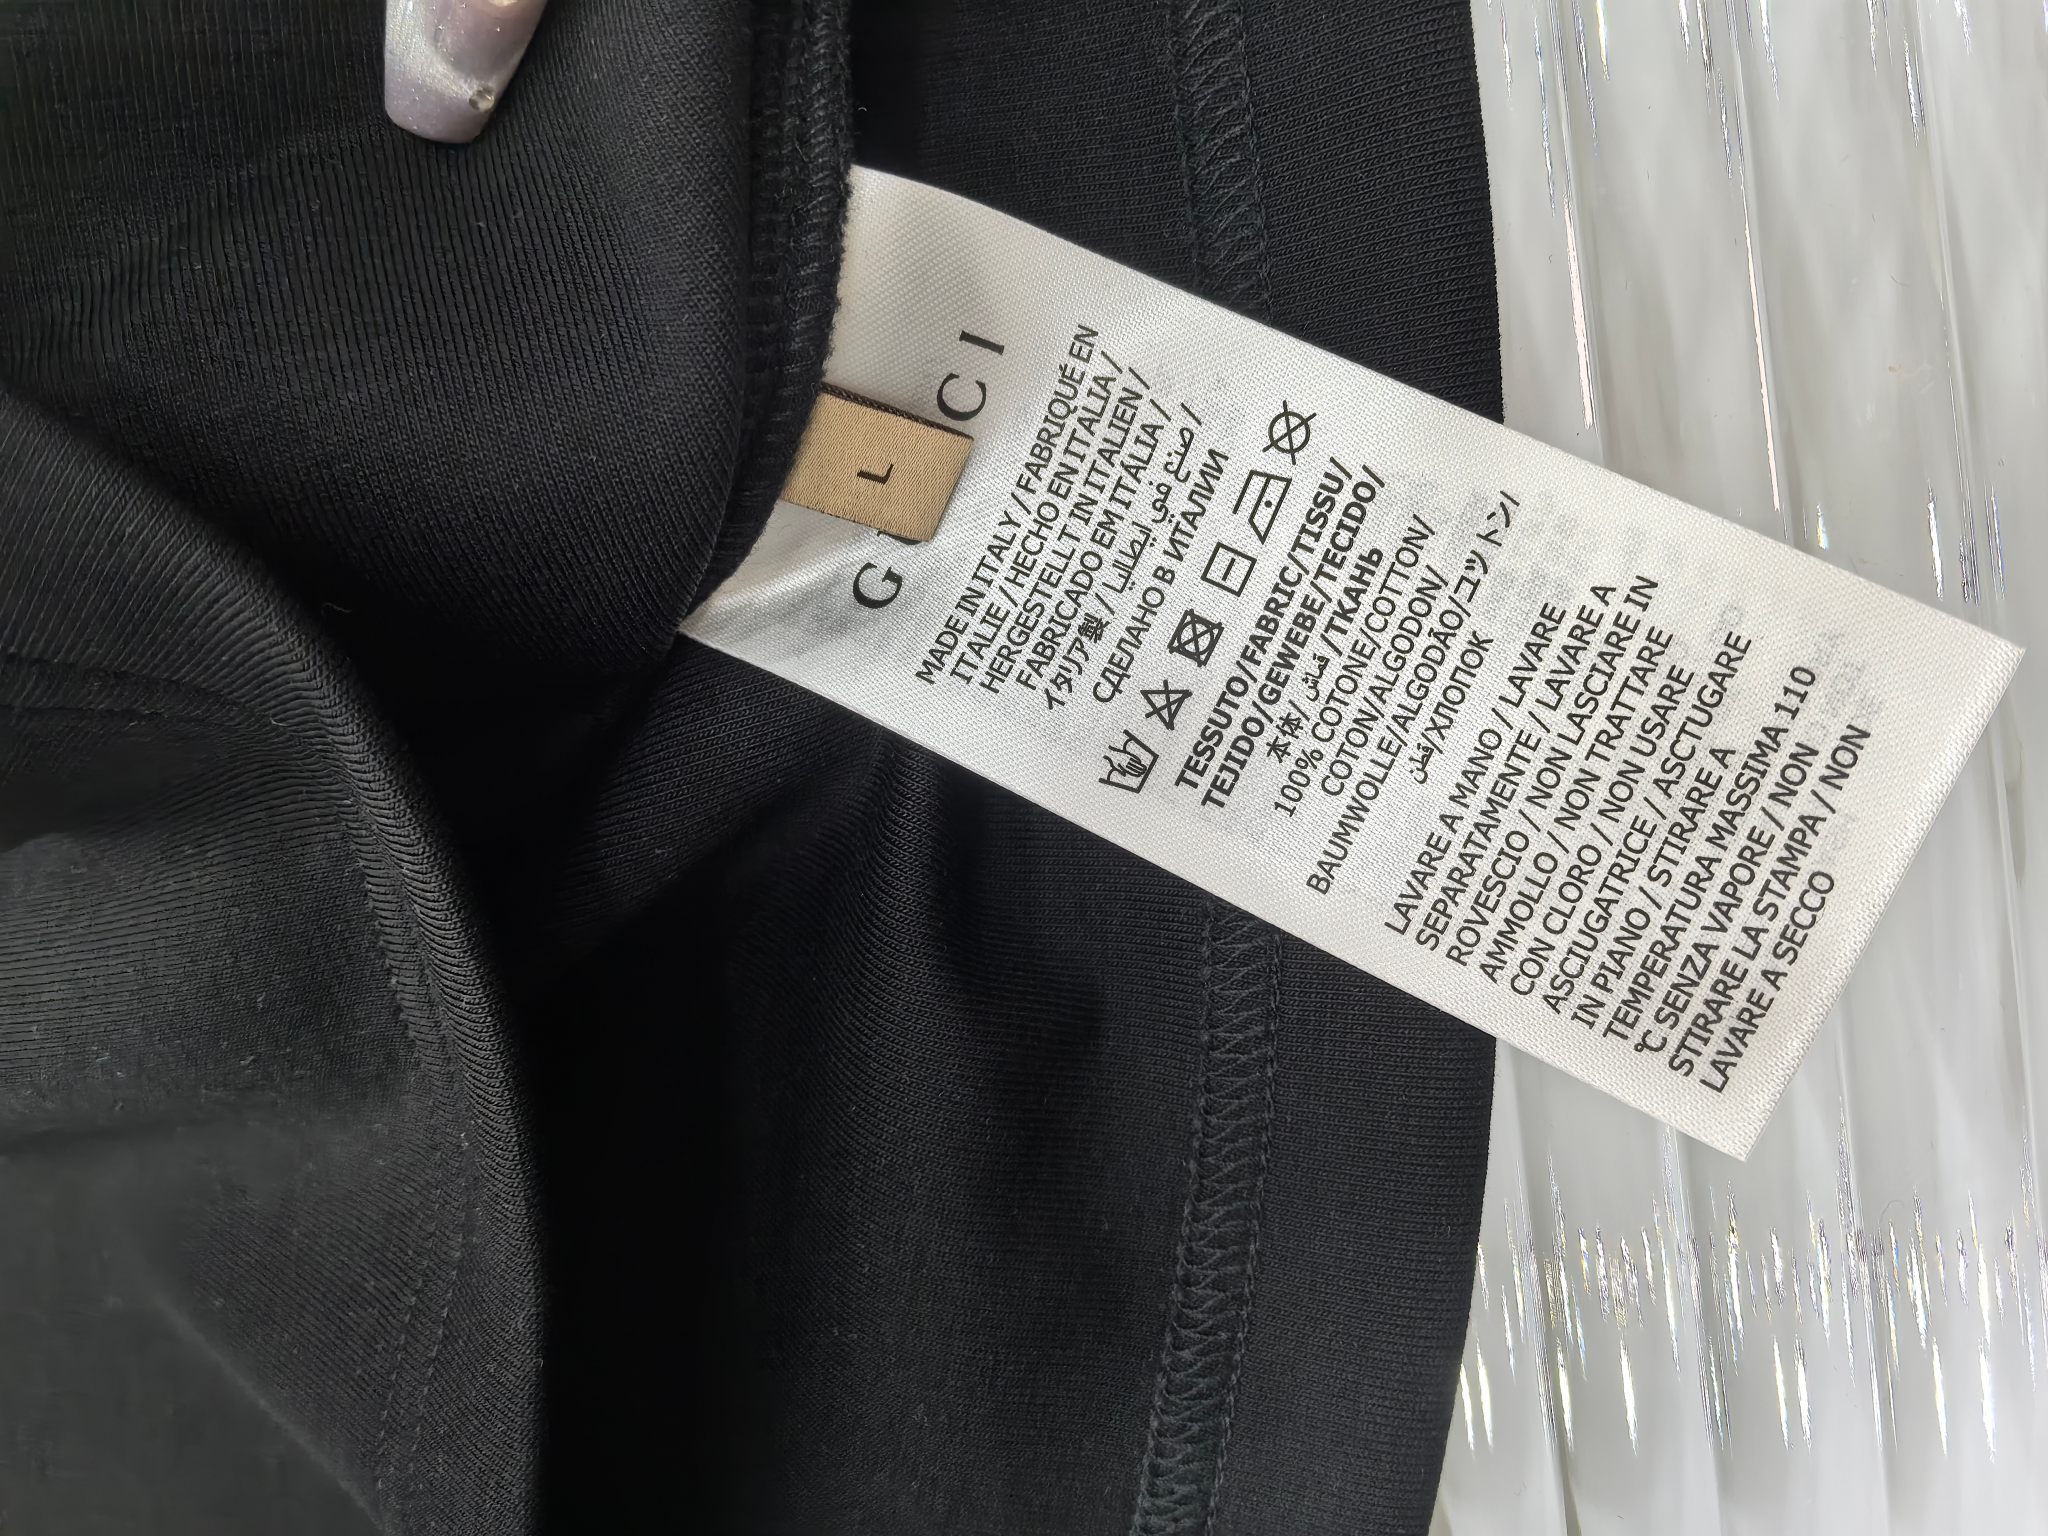 L
G CCI
MADE IN ITALY / FABRIQUÉ EN
ITALIE / HECHO EN ITALIA /
HERGESTELLT IN ITALIEN /
FABRICADO EM ITÁLIA /
イタリア製 / صنع في ايطاليا /
СДЕЛАНО В ИТАЛИИ
TESSUTO/FABRIC/TISSU/
TEJIDO/GEWEBE/TECIDO/
本体/ قماش /ТКАНЬ
100% COTONE/COTTON/
COTON/ALGODON/
BAUMWOLLE/ALGODÃO/コットン/
قطن/ХЛОПОК
LAVARE A MANO / LAVARE
SEPARATAMENTE / LAVARE A
ROVESCIO / NON LASCIARE IN
AMMOLLO / NON TRATTARE
CON CLORO / NON USARE
ASCIUGATRICE / ASCTUGARE
IN PIANO / STIRARE A
TEMPERATURA MASSIMA 110
℃ SENZA VAPORE / NON
STIRARE LA STAMPA / NON
LAVARE A SECCO